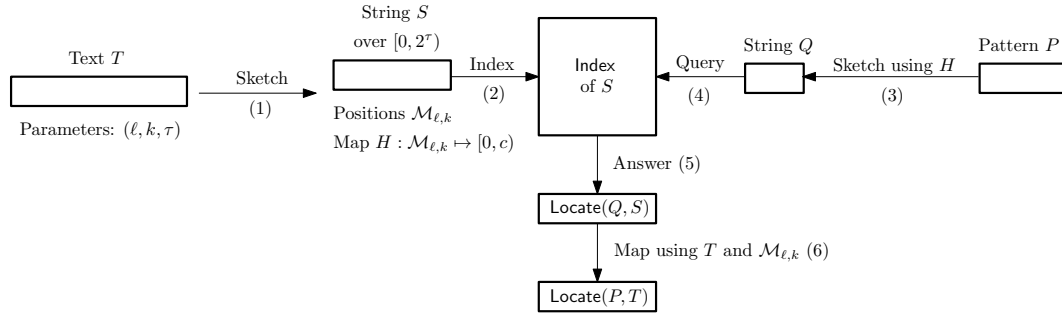 Text T
Parameters: (ℓ, k, τ)
Sketch
(1)
String S
over [0, 2^τ)
Positions 𝓜_{ℓ,k}
Map H : 𝓜_{ℓ,k} ↦ [0, c)
Index
(2)
Index
of S
Query
(4)
String Q
Sketch using H
(3)
Pattern P
Answer (5)
Locate(Q, S)
Map using T and 𝓜_{ℓ,k} (6)
Locate(P, T)